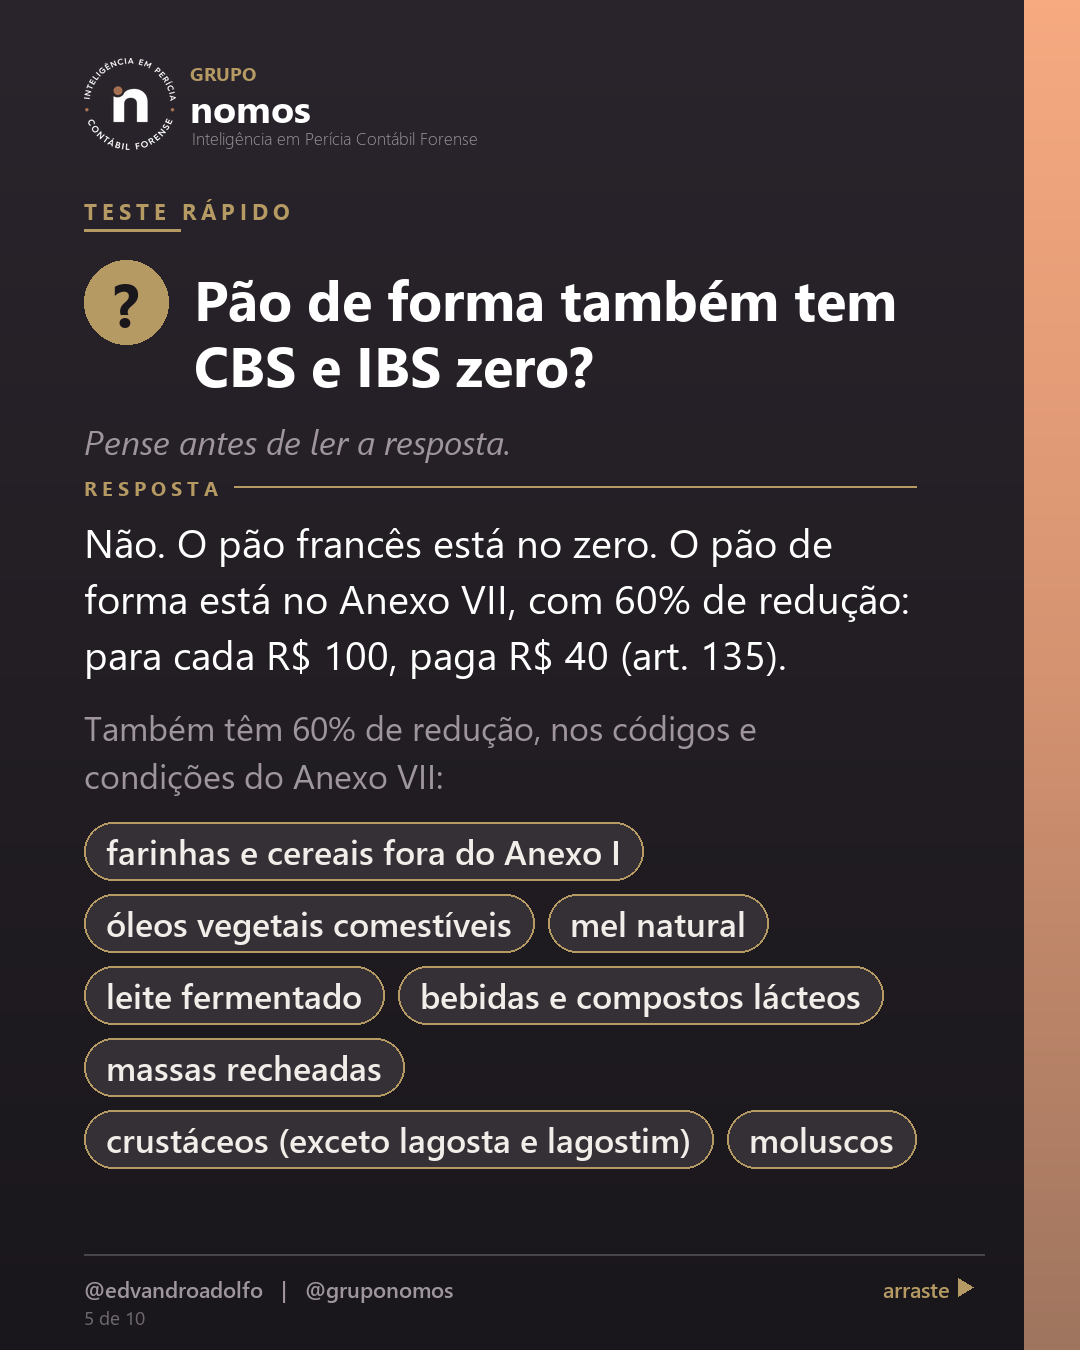 INTELIGÊNCIA EM PERÍCIA
CONTÁBIL FORENSE
n
GRUPO
nomos
Inteligência em Perícia Contábil Forense
TESTE RÁPIDO
?
Pão de forma também tem
CBS e IBS zero?
Pense antes de ler a resposta.
RESPOSTA
Não. O pão francês está no zero. O pão de
forma está no Anexo VII, com 60% de redução:
para cada R$ 100, paga R$ 40 (art. 135).
Também têm 60% de redução, nos códigos e
condições do Anexo VII:
farinhas e cereais fora do Anexo I
óleos vegetais comestíveis mel natural
leite fermentado bebidas e compostos lácteos
massas recheadas
crustáceos (exceto lagosta e lagostim) moluscos
@edvandroadolfo | @gruponomos arraste
5 de 10